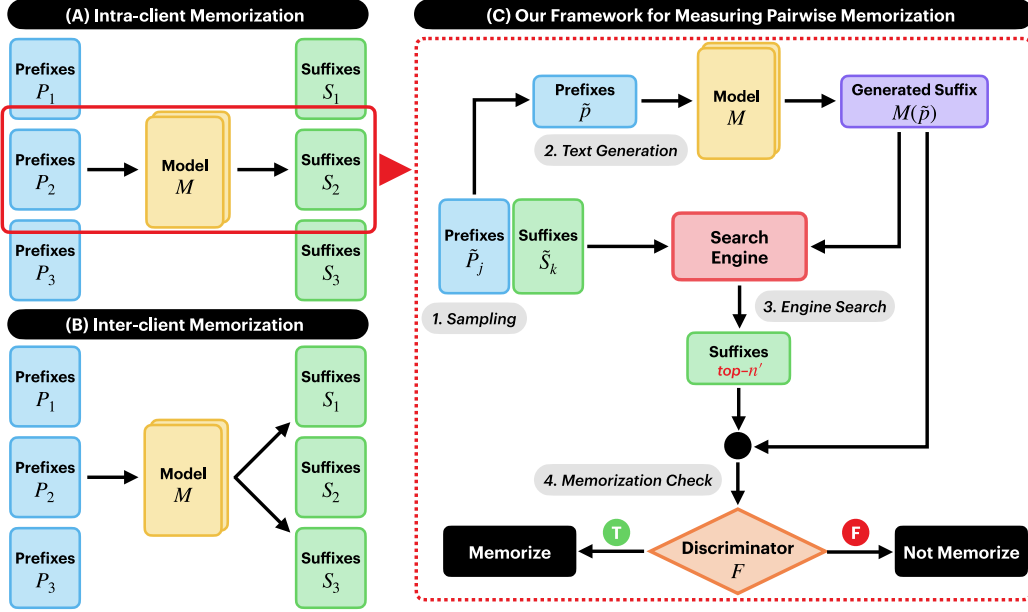 (A) Intra-client Memorization
Prefixes
P₁
Suffixes
S₁
Prefixes
P₂
Model
M
Suffixes
S₂
Prefixes
P₃
Suffixes
S₃
(B) Inter-client Memorization
Prefixes
P₁
Suffixes
S₁
Prefixes
P₂
Model
M
Suffixes
S₂
Prefixes
P₃
Suffixes
S₃
(C) Our Framework for Measuring Pairwise Memorization
Prefixes
p̃
Model
M
Generated Suffix
M(p̃)
2. Text Generation
Prefixes
P̃ⱼ
Suffixes
S̃ₖ
Search
Engine
1. Sampling
3. Engine Search
Suffixes
top–n′
4. Memorization Check
Memorize
T
Discriminator
F
F
Not Memorize